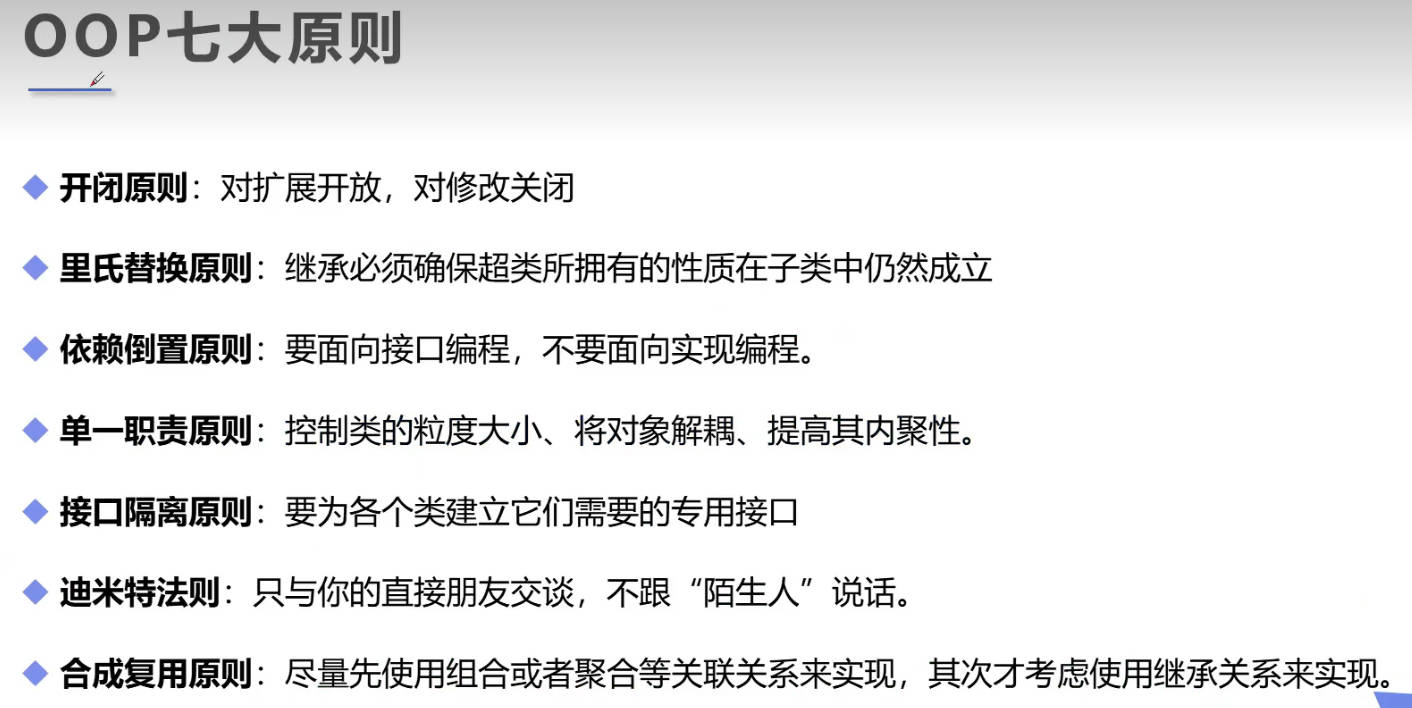 OOP七大原则
开闭原则：对扩展开放，对修改关闭
里氏替换原则：继承必须确保超类所拥有的性质在子类中仍然成立
依赖倒置原则：要面向接口编程，不要面向实现编程。
单一职责原则：控制类的粒度大小、将对象解耦、提高其内聚性。
接口隔离原则：要为各个类建立它们需要的专用接口
迪米特法则：只与你的直接朋友交谈，不跟“陌生人”说话。
合成复用原则：尽量先使用组合或者聚合等关联关系来实现，其次才考虑使用继承关系来实现。